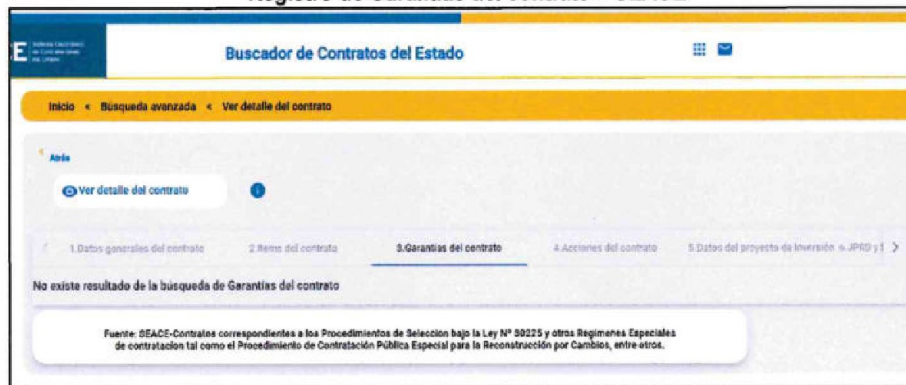 Buscador de Contratos del Estado
Inicio < Búsqueda avanzada < Ver detalle del contrato
Atrás
Ver detalle del contrato
1.Datos generales del contrato 2.Items del contrato 3.Garantías del contrato 4.Acciones del contrato 5.Datos del proyecto de inversión
No existe resultado de la búsqueda de Garantías del contrato
Fuente: SEACE-Contratos correspondientes a los Procedimientos de Selección bajo la Ley N° 30225 y otros Regímenes Especiales
de contratación tal como el Procedimiento de Contratación Pública Especial para la Reconstrucción por Cambios, entre otros.